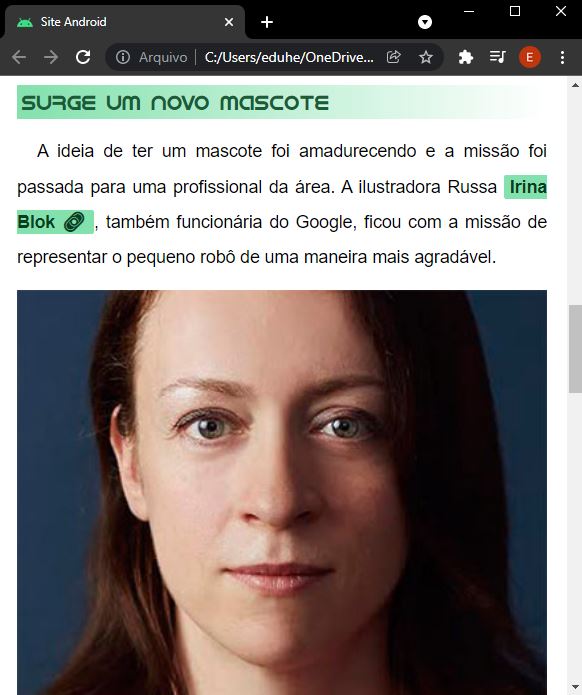 Site Android
Arquivo | C:/Users/eduhe/OneDrive...
E
SURGE UM NOVO MASCOTE
A ideia de ter um mascote foi amadurecendo e a missão foi
passada para uma profissional da área. A ilustradora Russa Irina
Blok , também funcionária do Google, ficou com a missão de
representar o pequeno robô de uma maneira mais agradável.